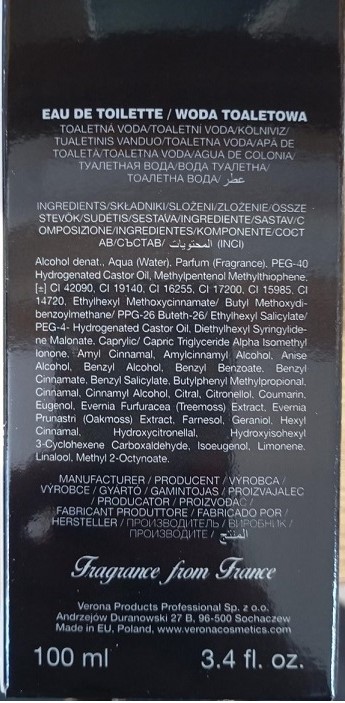 EAU DE TOILETTE / WODA TOALETOWA
TOALETNÁ VODA/TOALETNÍ VODA/KÖLNIVÍZ/
TUALETINIS VANDUO/TOALETNA VODA/APĂ DE
TOALETĂ/TOALETNA VODA/AGUA DE COLONIA/
ТУАЛЕТНАЯ ВОДА/ВОДА ТУАЛЕТНА/
ТОАЛЕТНА ВОДА/ عطر
INGREDIENTS/SKŁADNIKI/SLOŽENÍ/ZLOŽENIE/ÖSSZE
STEVŐK/SUDĖTIS/SESTAVA/INGREDIENTE/SASTAV/C
OMPOSIZIONE/INGREDIENTES/KOMPONENTE/СОСТ
АВ/СЪСТАВ/ المحتويات (INCI)
Alcohol denat., Aqua (Water), Parfum (Fragrance), PEG-40
Hydrogenated Castor Oil, Methylpentenol Methylthiophene,
[±] CI 42090, CI 19140, CI 16255, CI 17200, CI 15985, CI
14720, Ethylhexyl Methoxycinnamate/ Butyl Methoxydi-
benzoylmethane/ PPG-26 Buteth-26/ Ethylhexyl Salicylate/
PEG-4- Hydrogenated Castor Oil, Diethylhexyl Syringylide-
ne Malonate, Caprylic/ Capric Triglyceride Alpha Isomethyl
Ionone, Amyl Cinnamal, Amylcinnamyl Alcohol, Anise
Alcohol, Benzyl Alcohol, Benzyl Benzoate, Benzyl
Cinnamate, Benzyl Salicylate, Butylphenyl Methylpropional,
Cinnamal, Cinnamyl Alcohol, Citral, Citronellol, Coumarin,
Eugenol, Evernia Furfuracea (Treemoss) Extract, Evernia
Prunastri (Oakmoss) Extract, Farnesol, Geraniol, Hexyl
Cinnamal, Hydroxycitronellal, Hydroxyisohexyl
3-Cyclohexene Carboxaldehyde, Isoeugenol, Limonene,
Linalool, Methyl 2-Octynoate.
MANUFACTURER / PRODUCENT / VÝROBCA /
VÝROBCE / GYÁRTÓ / GAMINTOJAS / PROIZVAJALEC
/ PRODUCATOR / PROIZVOĐAČ /
FABRICANT PRODUTTORE / FABRICADO POR /
HERSTELLER / ПРОИЗВОДИТЕЛЬ / ВИРОБНИК /
ПРОИЗВОДИТЕ / المنتج
Fragrance from France
Verona Products Professional Sp. z o.o.
Andrzejów Duranowski 27 B, 96-500 Sochaczew
Made in EU, Poland, www.veronacosmetics.com
100 ml 3.4 fl. oz.